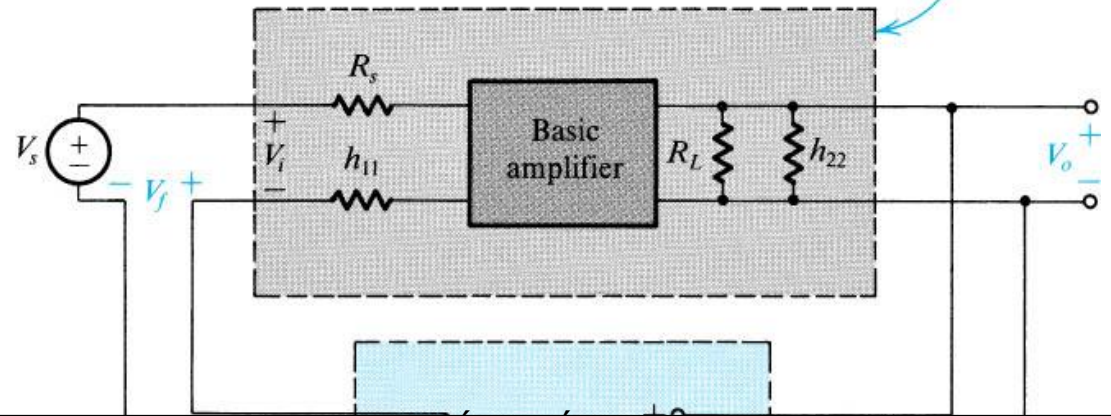 R_s
+
V_s
+
−
− V_f +
V_i
−
h_11
Basic
amplifier
R_L
h_22
+
V_o
−
+